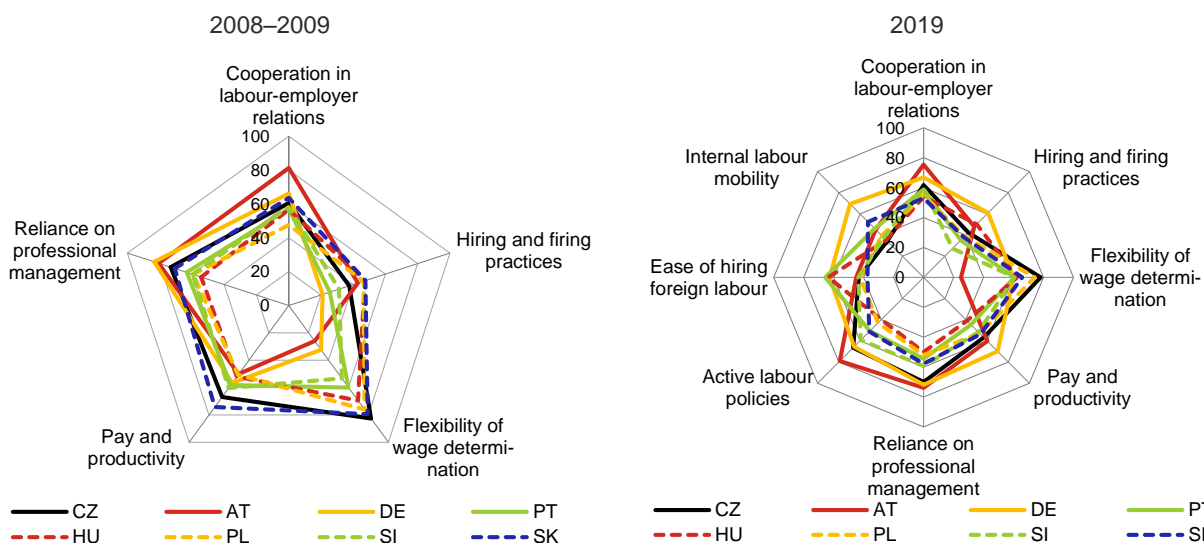 2008–2009
Cooperation in
labour-employer
relations
100
80
60
40
20
0
Hiring and firing
practices
Flexibility of
wage determi-
nation
Pay and
productivity
Reliance on
professional
management
CZ AT DE PT
HU PL SI SK
2019
Cooperation in
labour-employer
relations
100
80
60
40
20
0
Hiring and firing
practices
Flexibility of
wage determi-
nation
Pay and
productivity
Reliance on
professional
management
Active labour
policies
Ease of hiring
foreign labour
Internal labour
mobility
CZ AT DE
HU PL SI